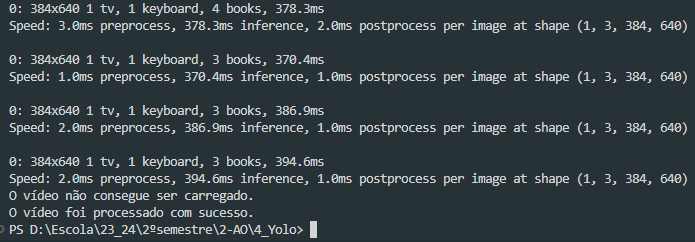 0: 384x640 1 tv, 1 keyboard, 4 books, 378.3ms
Speed: 3.0ms preprocess, 378.3ms inference, 2.0ms postprocess per image at shape (1, 3, 384, 640)
0: 384x640 1 tv, 1 keyboard, 3 books, 370.4ms
Speed: 1.0ms preprocess, 370.4ms inference, 1.0ms postprocess per image at shape (1, 3, 384, 640)
0: 384x640 1 tv, 1 keyboard, 3 books, 386.9ms
Speed: 2.0ms preprocess, 386.9ms inference, 1.0ms postprocess per image at shape (1, 3, 384, 640)
0: 384x640 1 tv, 1 keyboard, 3 books, 394.6ms
Speed: 2.0ms preprocess, 394.6ms inference, 1.0ms postprocess per image at shape (1, 3, 384, 640)
O vídeo não consegue ser carregado.
O vídeo foi processado com sucesso.
PS D:\Escola\23_24\2ºsemestre\2-AO\4_Yolo>